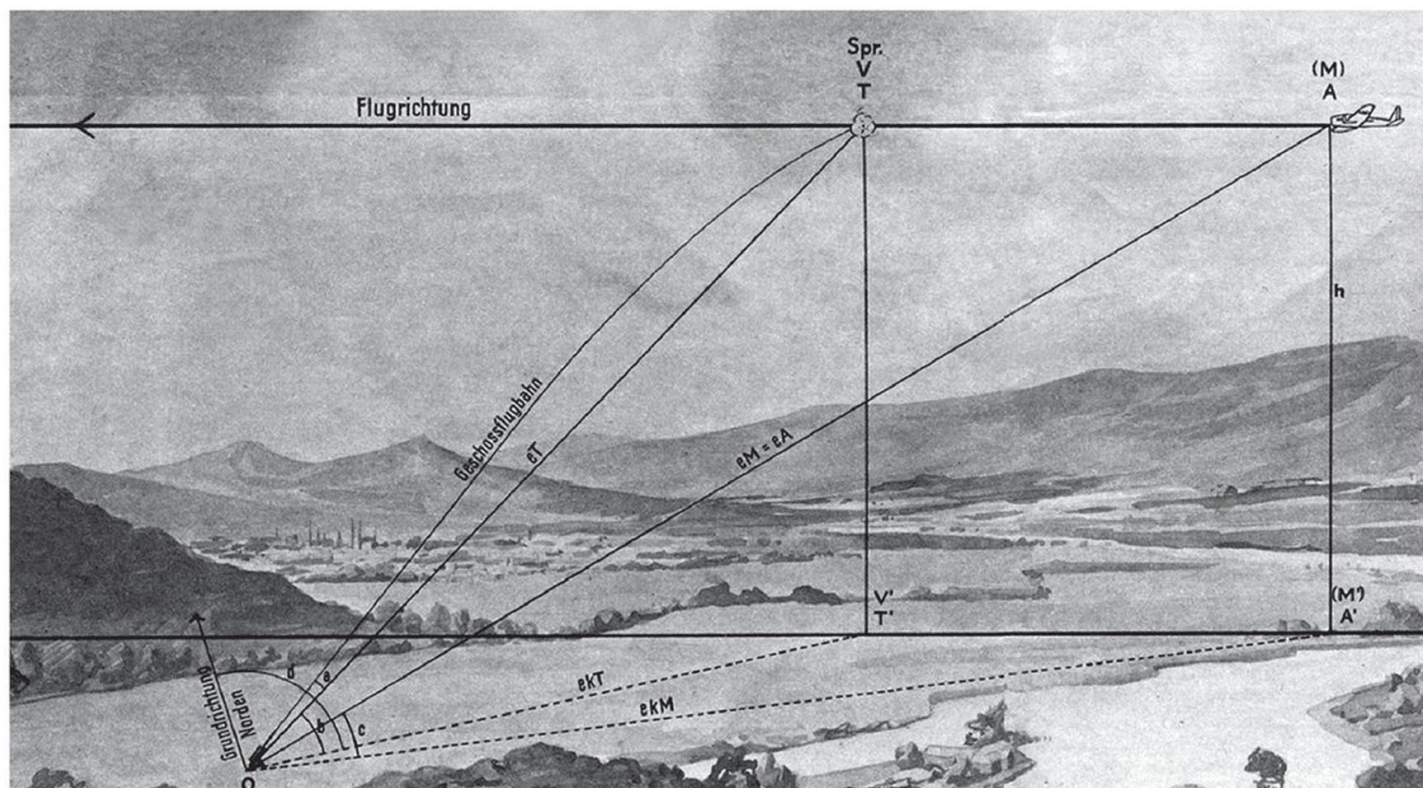 Spr.
V
T
(M)
A
Flugrichtung
h
Geschossflugbahn
eT
eM = eA
V'
T'
(M')
A'
Grundrichtung
Norden
d
a
b
c
ekT
ekM
O